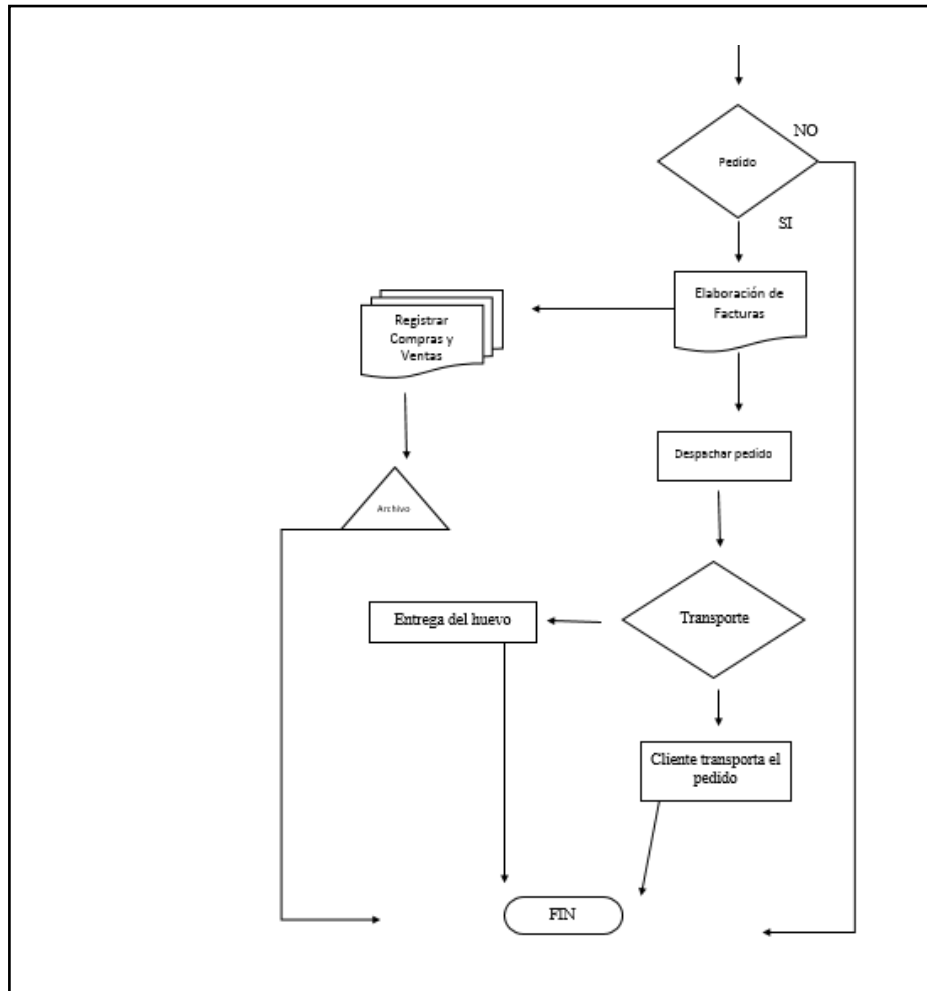 NO
Pedido
SI
Elaboración de
Facturas
Registrar
Compras y
Ventas
Despachar pedido
Archivo
Transporte
Entrega del huevo
Cliente transporta el
pedido
FIN